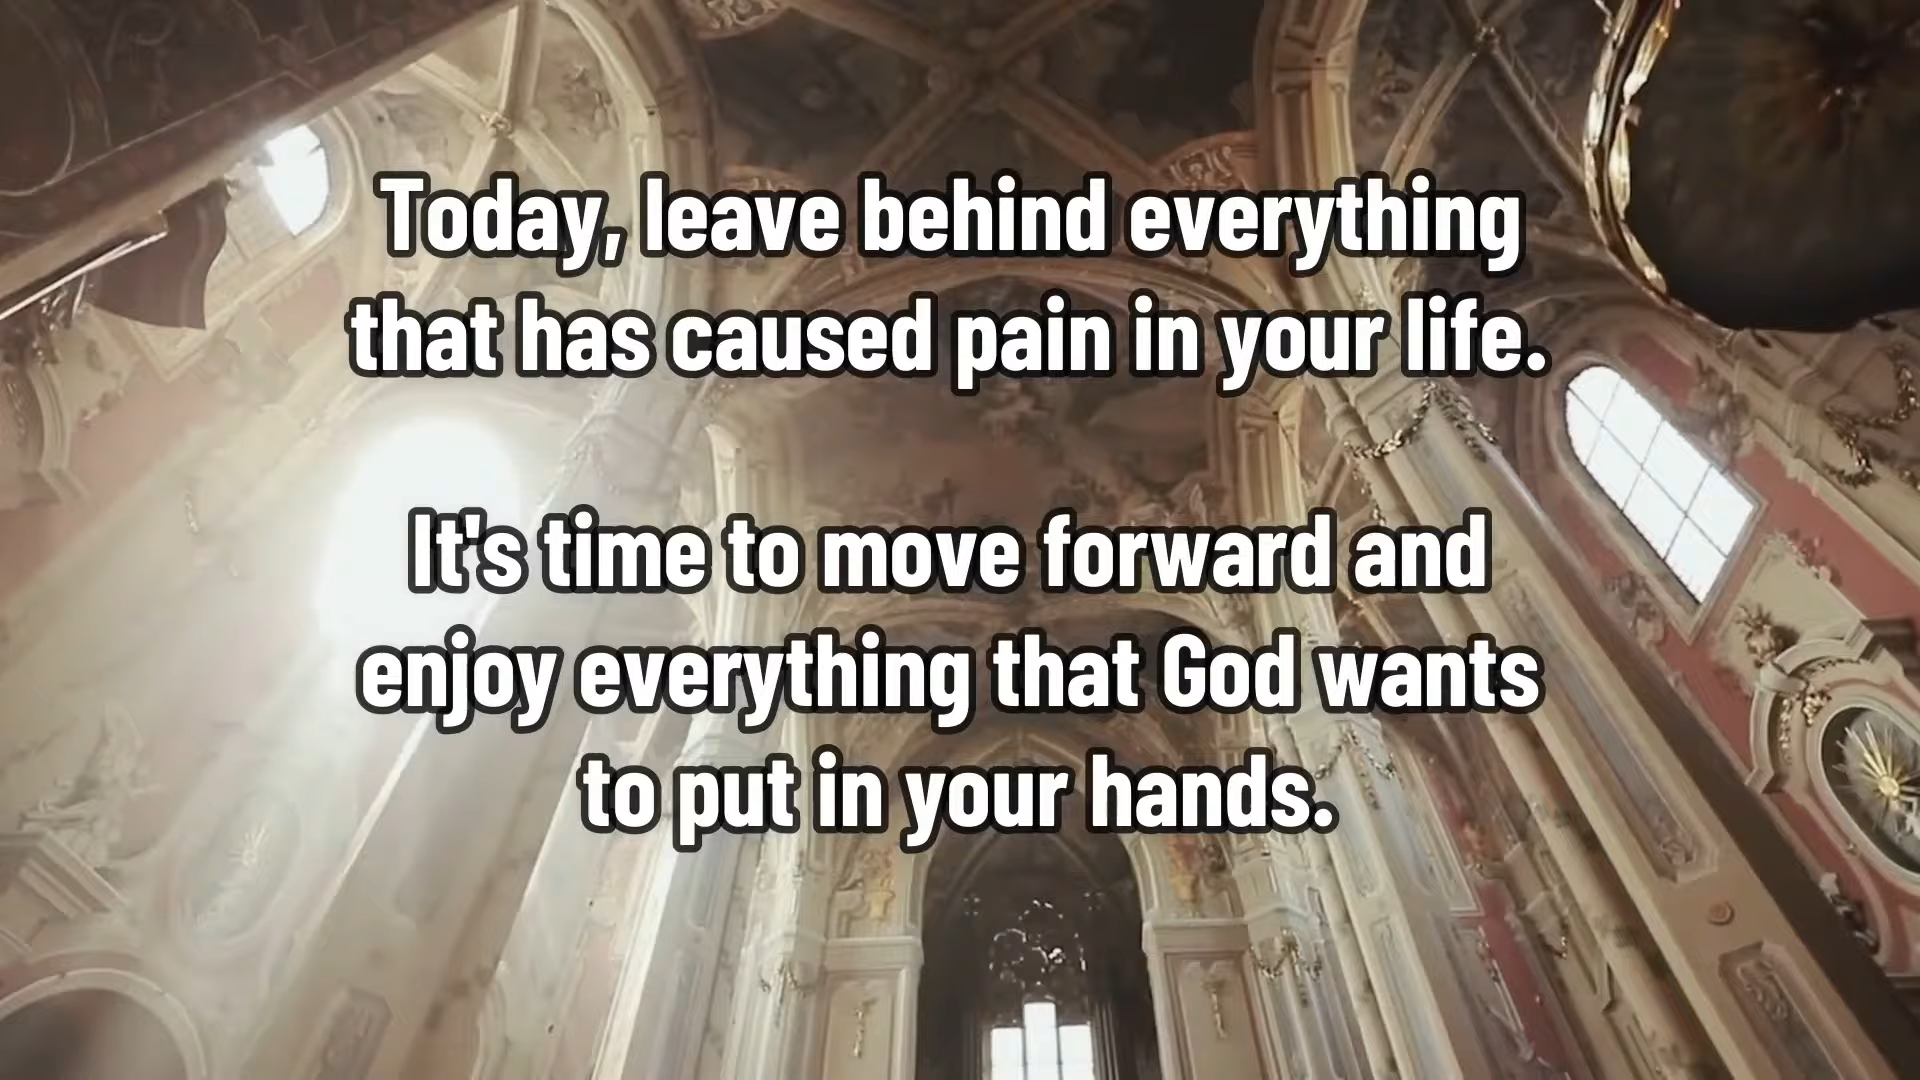 Today, leave behind everything
that has caused pain in your life.
It's time to move forward and
enjoy everything that God wants
to put in your hands.